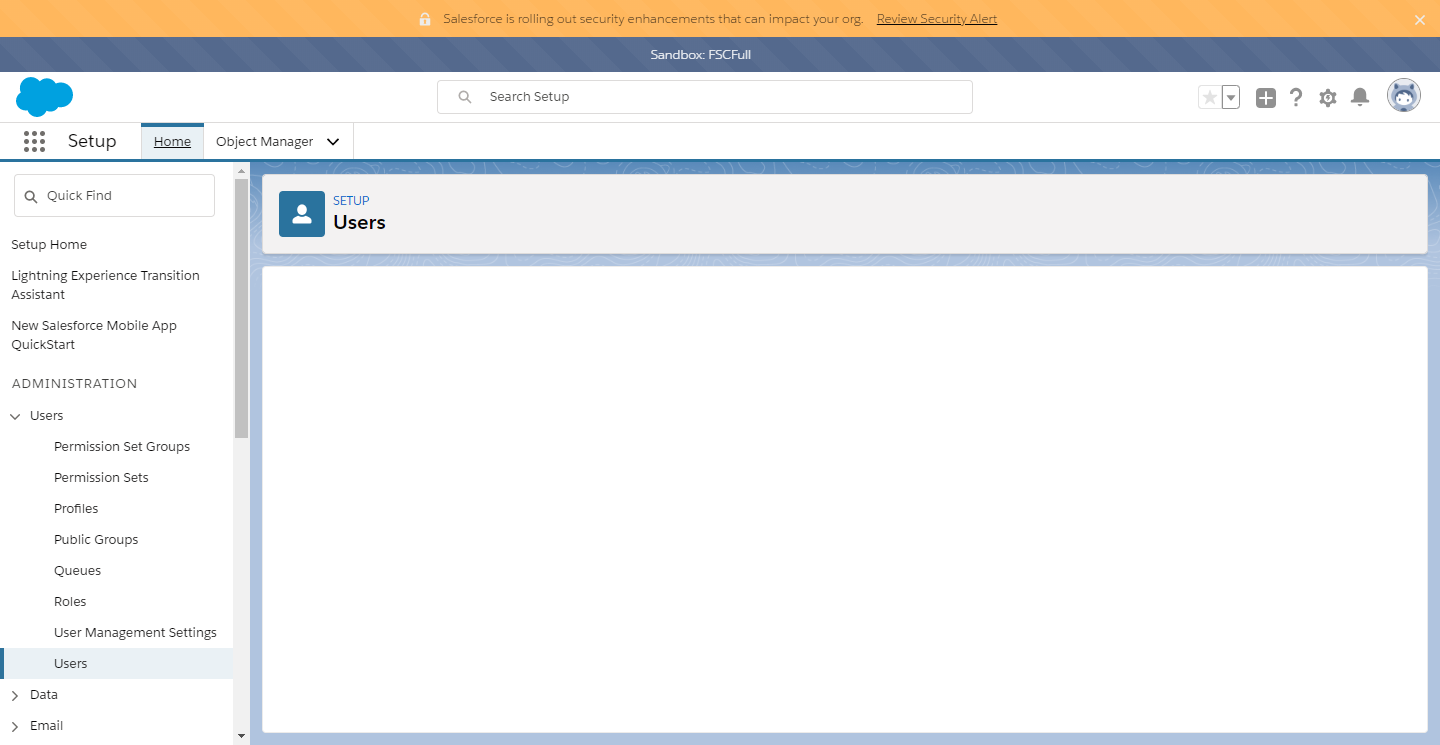 Salesforce is rolling out security enhancements that can impact your org. Review Security Alert
Sandbox: FSCFull
Search Setup
Setup Home Object Manager
Quick Find
Setup Home
Lightning Experience Transition
Assistant
New Salesforce Mobile App
QuickStart
ADMINISTRATION
Users
Permission Set Groups
Permission Sets
Profiles
Public Groups
Queues
Roles
User Management Settings
Users
Data
Email
SETUP
Users